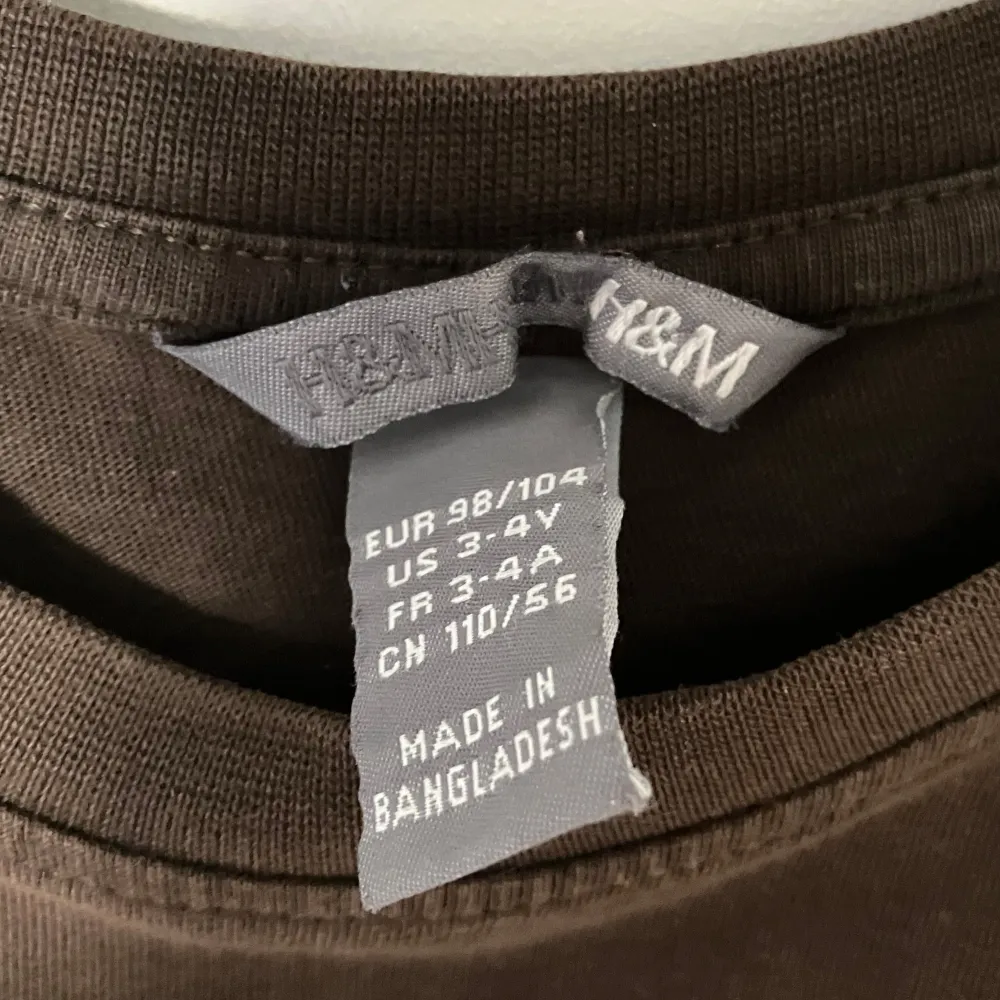 H&M H&M
EUR 98/104
US 3-4Y
FR 3-4A
CN 110/56
MADE IN
BANGLADESH